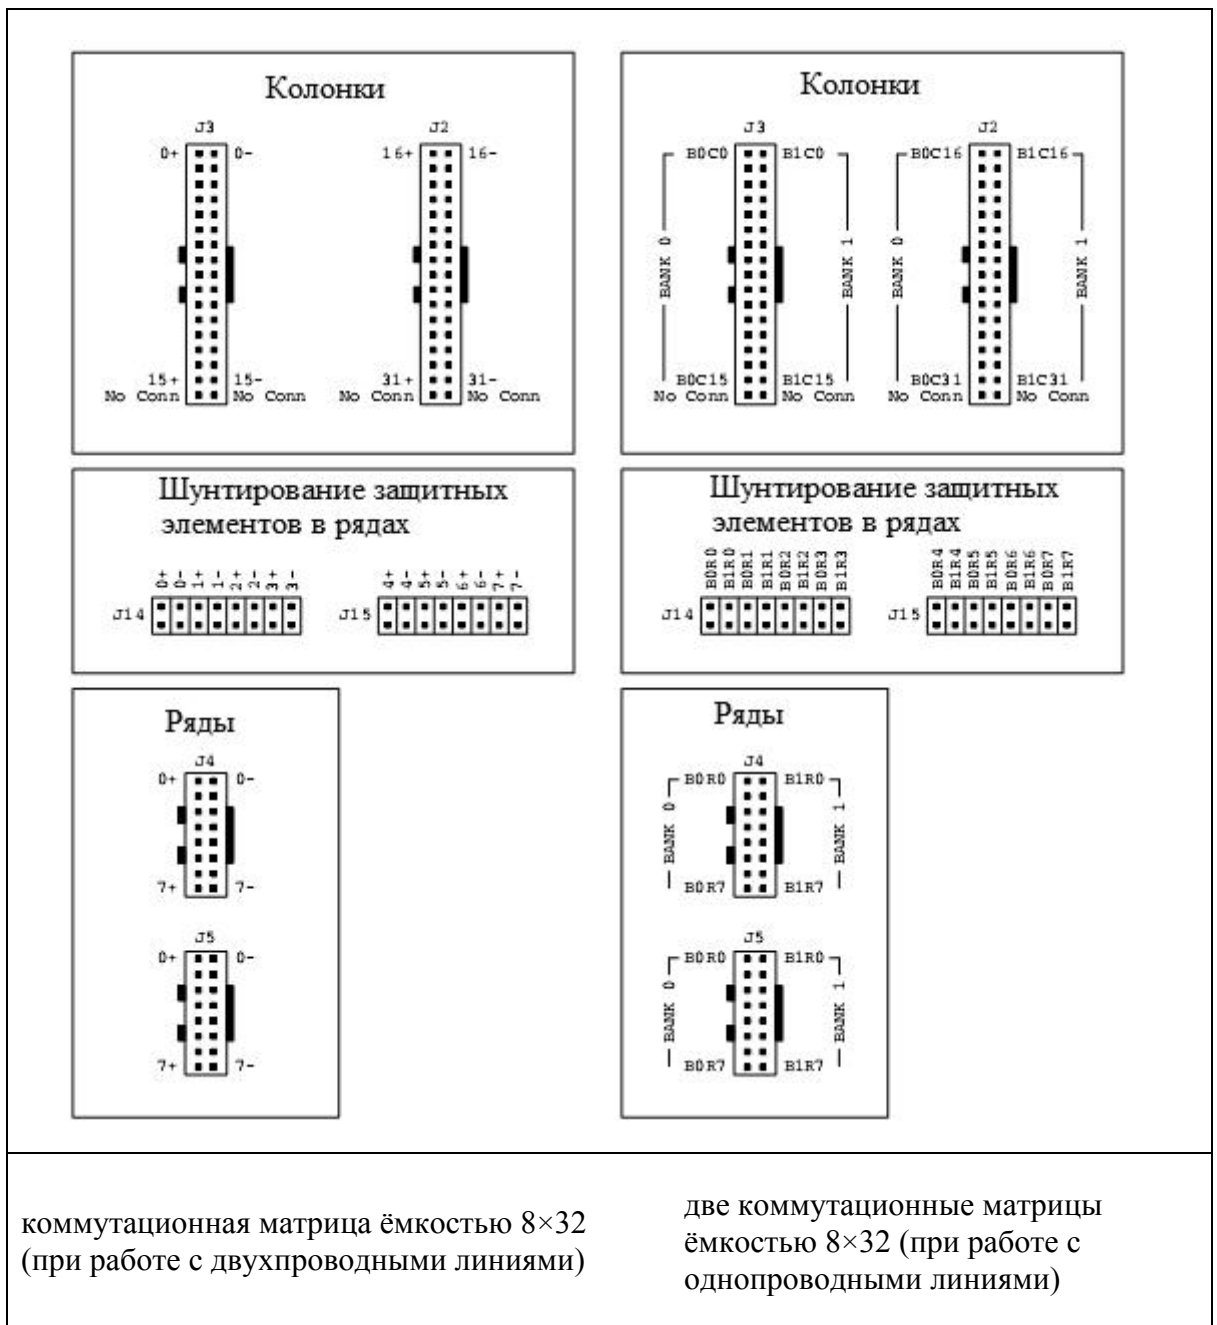 Колонки
J3
J2
0+ 0-
16+ 16-
15+ 15-
No Conn No Conn
31+ 31-
No Conn No Conn
Колонки
J3
J2
B0C0 B1C0
B0C16 B1C16
BANK 0
BANK 1
BANK 0
BANK 1
B0C15 B1C15
No Conn No Conn
B0C31 B1C31
No Conn No Conn
Шунтирование защитных
элементов в рядах
0+ 0- 1+ 1- 2+ 2- 3+ 3-
J14
4+ 4- 5+ 5- 6+ 6- 7+ 7-
J15
Шунтирование защитных
элементов в рядах
B0R0 B1R0 B0R1 B1R1 B0R2 B1R2 B0R3 B1R3
J14
B0R4 B1R4 B0R5 B1R5 B0R6 B1R6 B0R7 B1R7
J15
Ряды
J4
0+ 0-
7+ 7-
J5
0+ 0-
7+ 7-
Ряды
J4
B0R0 B1R0
BANK 0
BANK 1
B0R7 B1R7
J5
B0R0 B1R0
BANK 0
BANK 1
B0R7 B1R7
коммутационная матрица ёмкостью 8×32
(при работе с двухпроводными линиями)
две коммутационные матрицы
ёмкостью 8×32 (при работе с
однопроводными линиями)